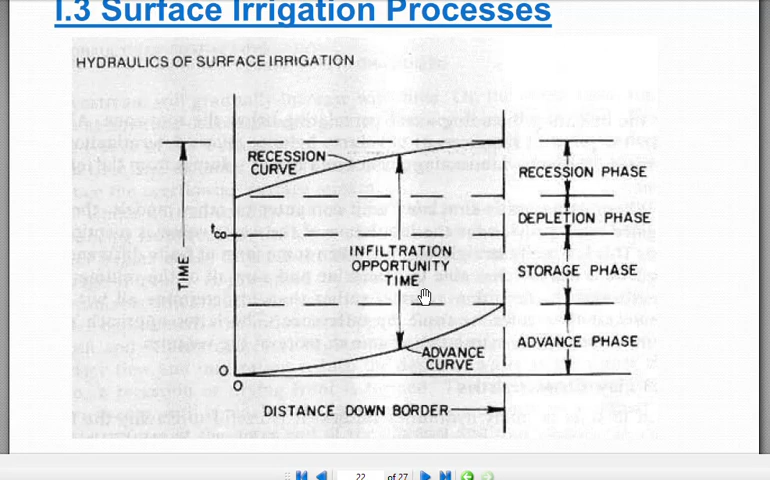 I.3 Surface Irrigation Processes
HYDRAULICS OF SURFACE IRRIGATION
RECESSION
CURVE
RECESSION PHASE
DEPLETION PHASE
tco
INFILTRATION
OPPORTUNITY
TIME
TIME
STORAGE PHASE
ADVANCE PHASE
ADVANCE
CURVE
0
0
DISTANCE DOWN BORDER
22 of 27